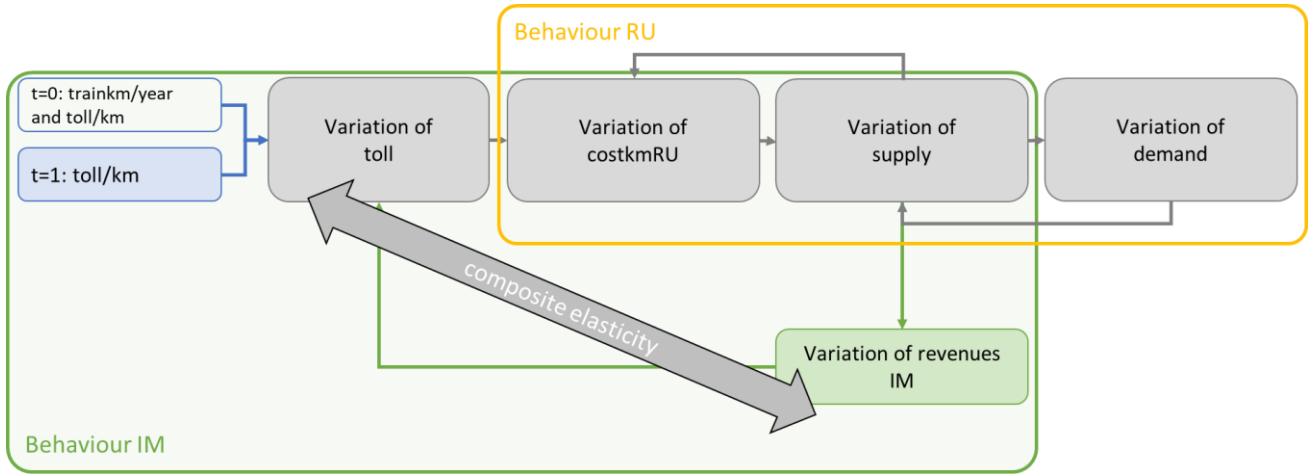 Behaviour RU
t=0: trainkm/year
and toll/km
t=1: toll/km
Variation of
toll
Variation of
costkmRU
Variation of
supply
Variation of
demand
composite elasticity
Variation of revenues
IM
Behaviour IM